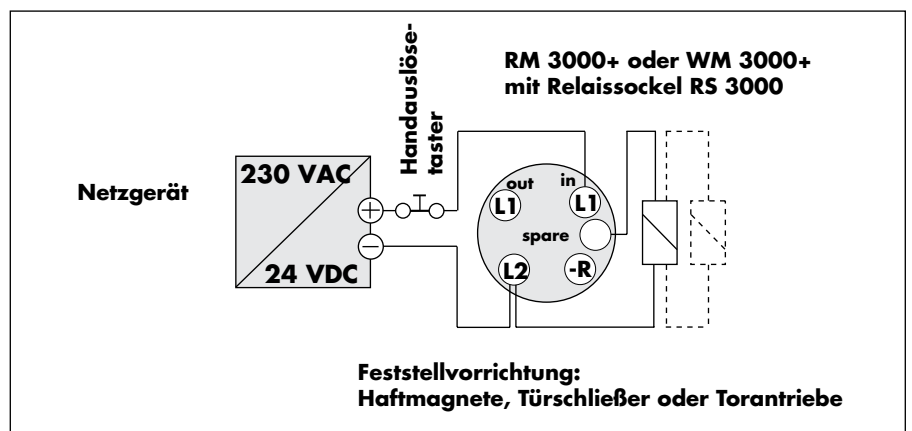 RM 3000+ oder WM 3000+
mit Relaissockel RS 3000
Handauslöse-
taster
Netzgerät
230 VAC
24 VDC
+
−
out
in
L1
L1
spare
L2
-R
Feststellvorrichtung:
Haftmagnete, Türschließer oder Torantriebe